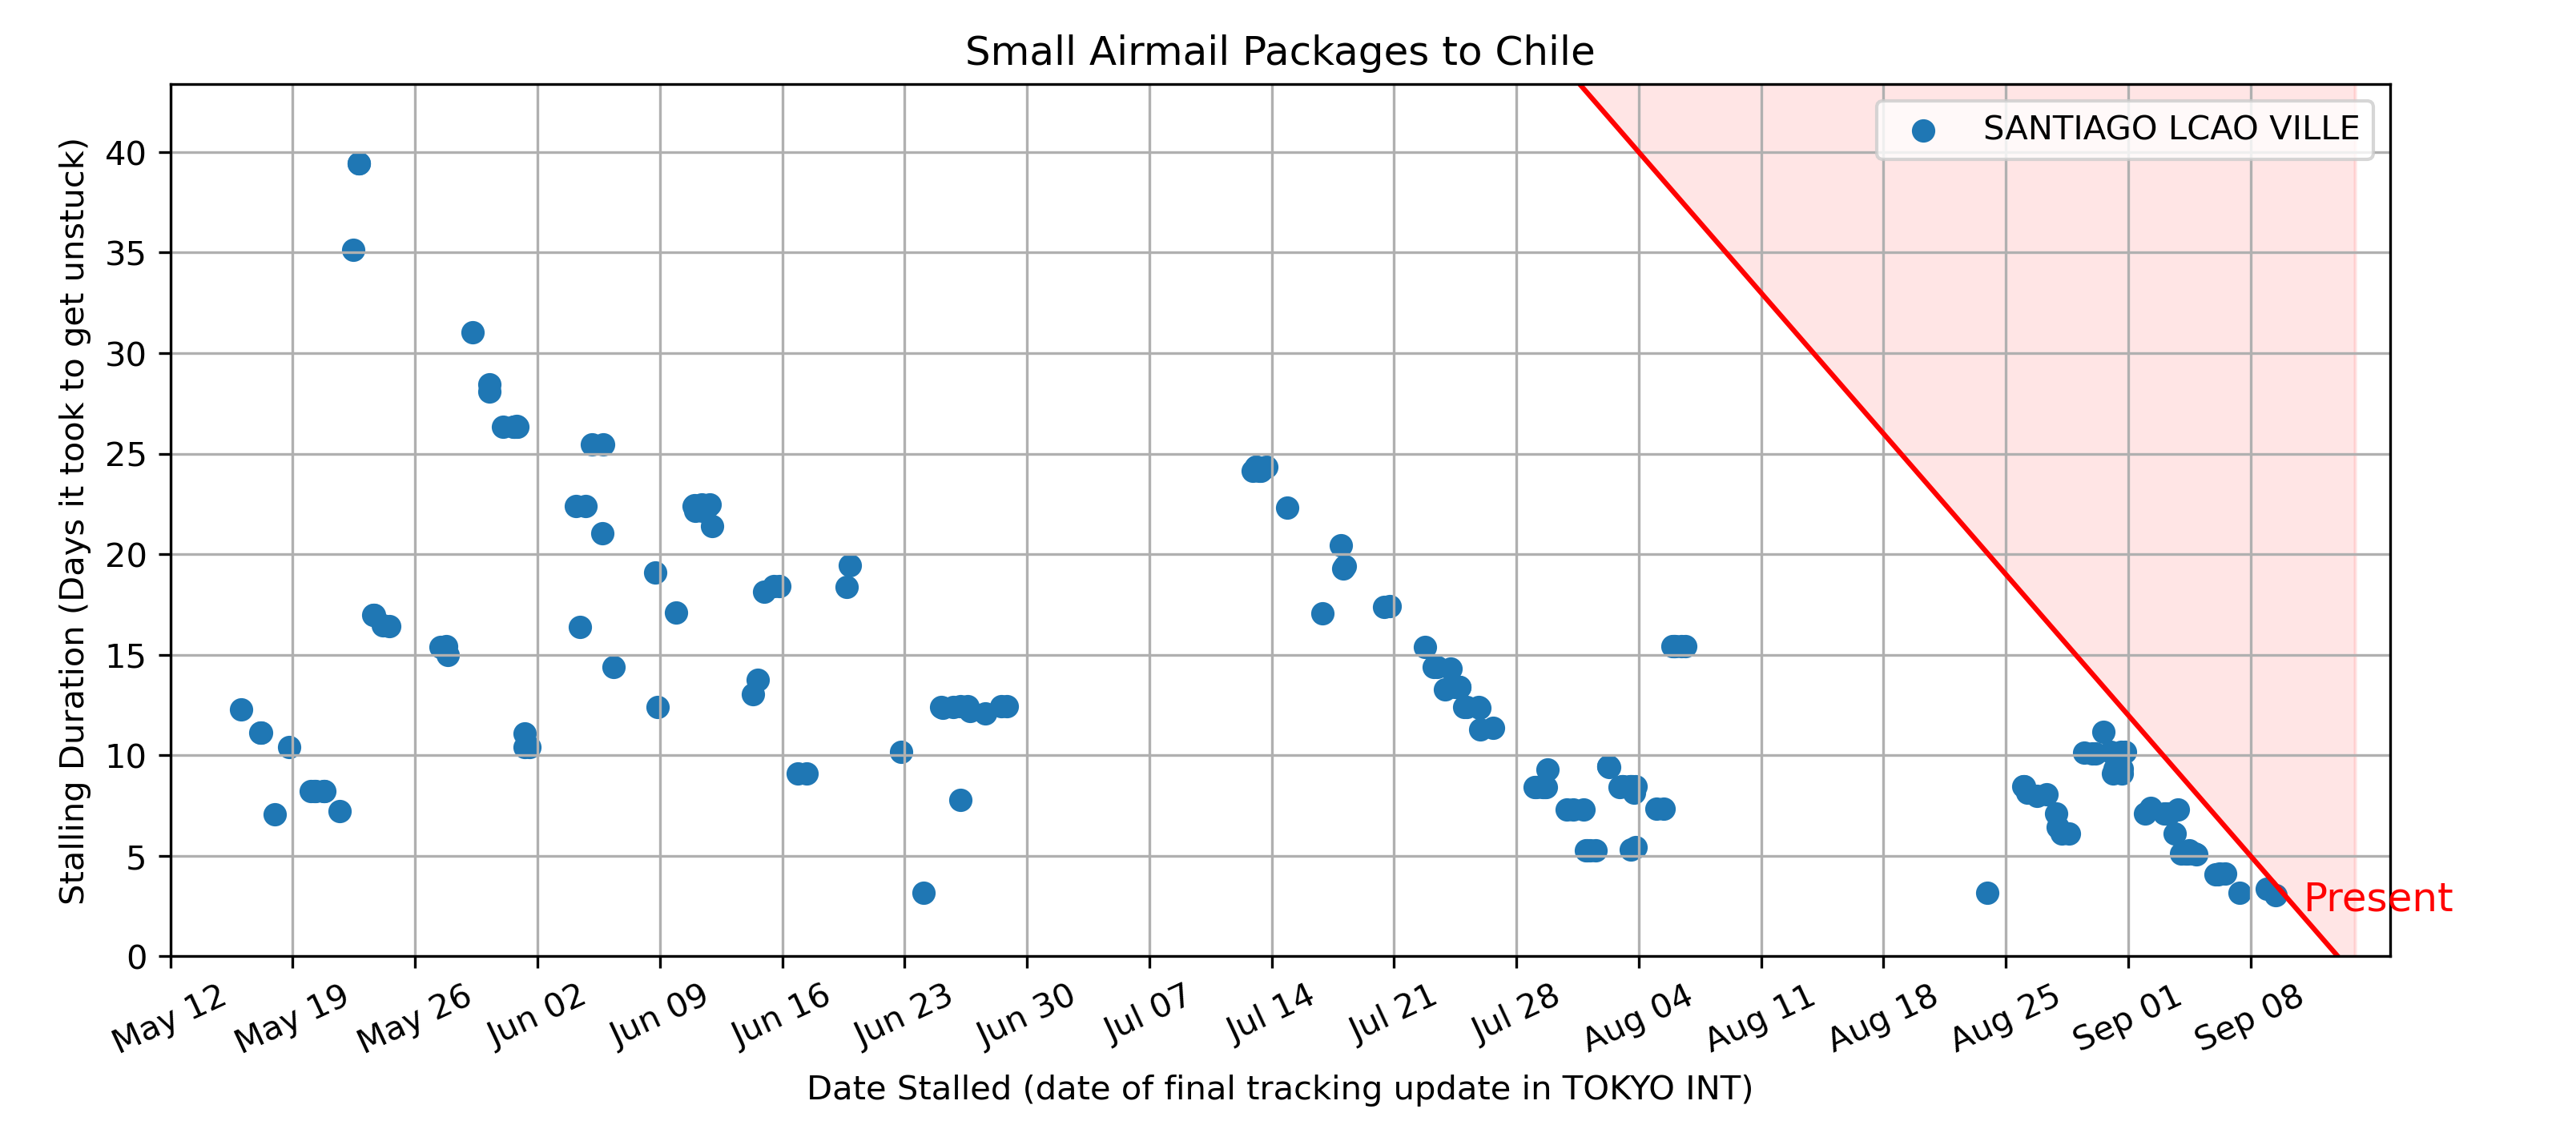 Small Airmail Packages to Chile
SANTIAGO LCAO VILLE
Stalling Duration (Days it took to get unstuck)
40
35
30
25
20
15
10
5
0
Present
May 12 May 19 May 26 Jun 02 Jun 09 Jun 16 Jun 23 Jun 30 Jul 07 Jul 14 Jul 21 Jul 28 Aug 04 Aug 11 Aug 18 Aug 25 Sep 01 Sep 08
Date Stalled (date of final tracking update in TOKYO INT)